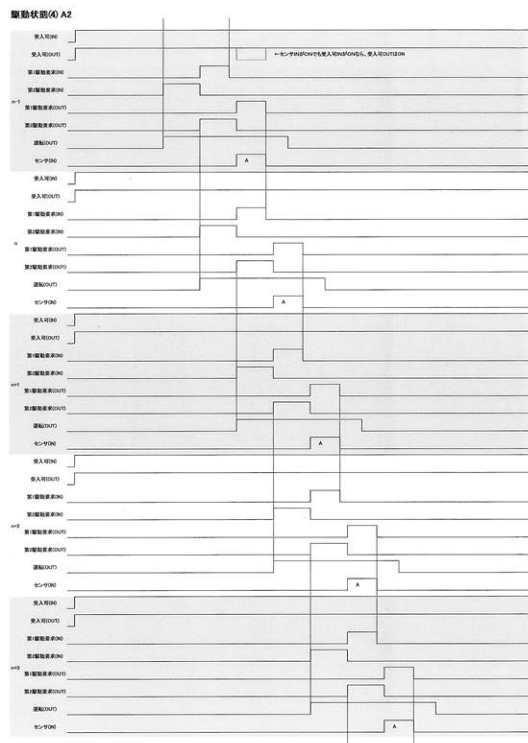 駆動状態④ A2
受入可(IN)
受入可(OUT)
←センサINがONでも受入可INがONなら、受入可OUTはON
第1駆動要求(IN)
第2駆動要求(IN)
n-1
第1駆動要求(OUT)
第2駆動要求(OUT)
運転(OUT)
センサ(IN)
A
受入可(IN)
受入可(OUT)
第1駆動要求(IN)
第2駆動要求(IN)
n
第1駆動要求(OUT)
第2駆動要求(OUT)
運転(OUT)
センサ(IN)
A
受入可(IN)
受入可(OUT)
第1駆動要求(IN)
第2駆動要求(IN)
n+1
第1駆動要求(OUT)
第2駆動要求(OUT)
運転(OUT)
センサ(IN)
A
受入可(IN)
受入可(OUT)
第1駆動要求(IN)
第2駆動要求(IN)
n+2
第1駆動要求(OUT)
第2駆動要求(OUT)
運転(OUT)
センサ(IN)
A
受入可(IN)
受入可(OUT)
第1駆動要求(IN)
第2駆動要求(IN)
n+3
第1駆動要求(OUT)
第2駆動要求(OUT)
運転(OUT)
センサ(IN)
A